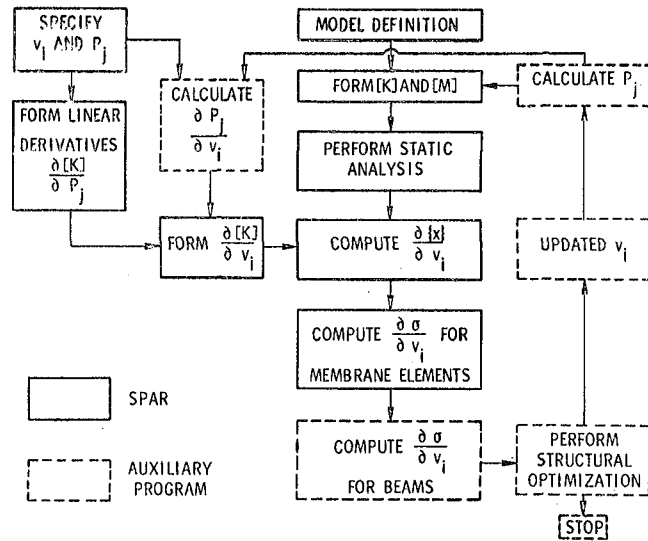 SPECIFY
v_i AND P_j
MODEL DEFINITION
CALCULATE
∂ P_j
∂ v_i
FORM [K] AND [M]
CALCULATE P_j
FORM LINEAR
DERIVATIVES
∂ [K]
∂ P_j
PERFORM STATIC
ANALYSIS
FORM ∂ [K]
∂ v_i
COMPUTE ∂ {x}
∂ v_i
UPDATED v_i
COMPUTE ∂ σ FOR
∂ v_i
MEMBRANE ELEMENTS
SPAR
COMPUTE ∂ σ
∂ v_i
FOR BEAMS
PERFORM
STRUCTURAL
OPTIMIZATION
AUXILIARY
PROGRAM
STOP